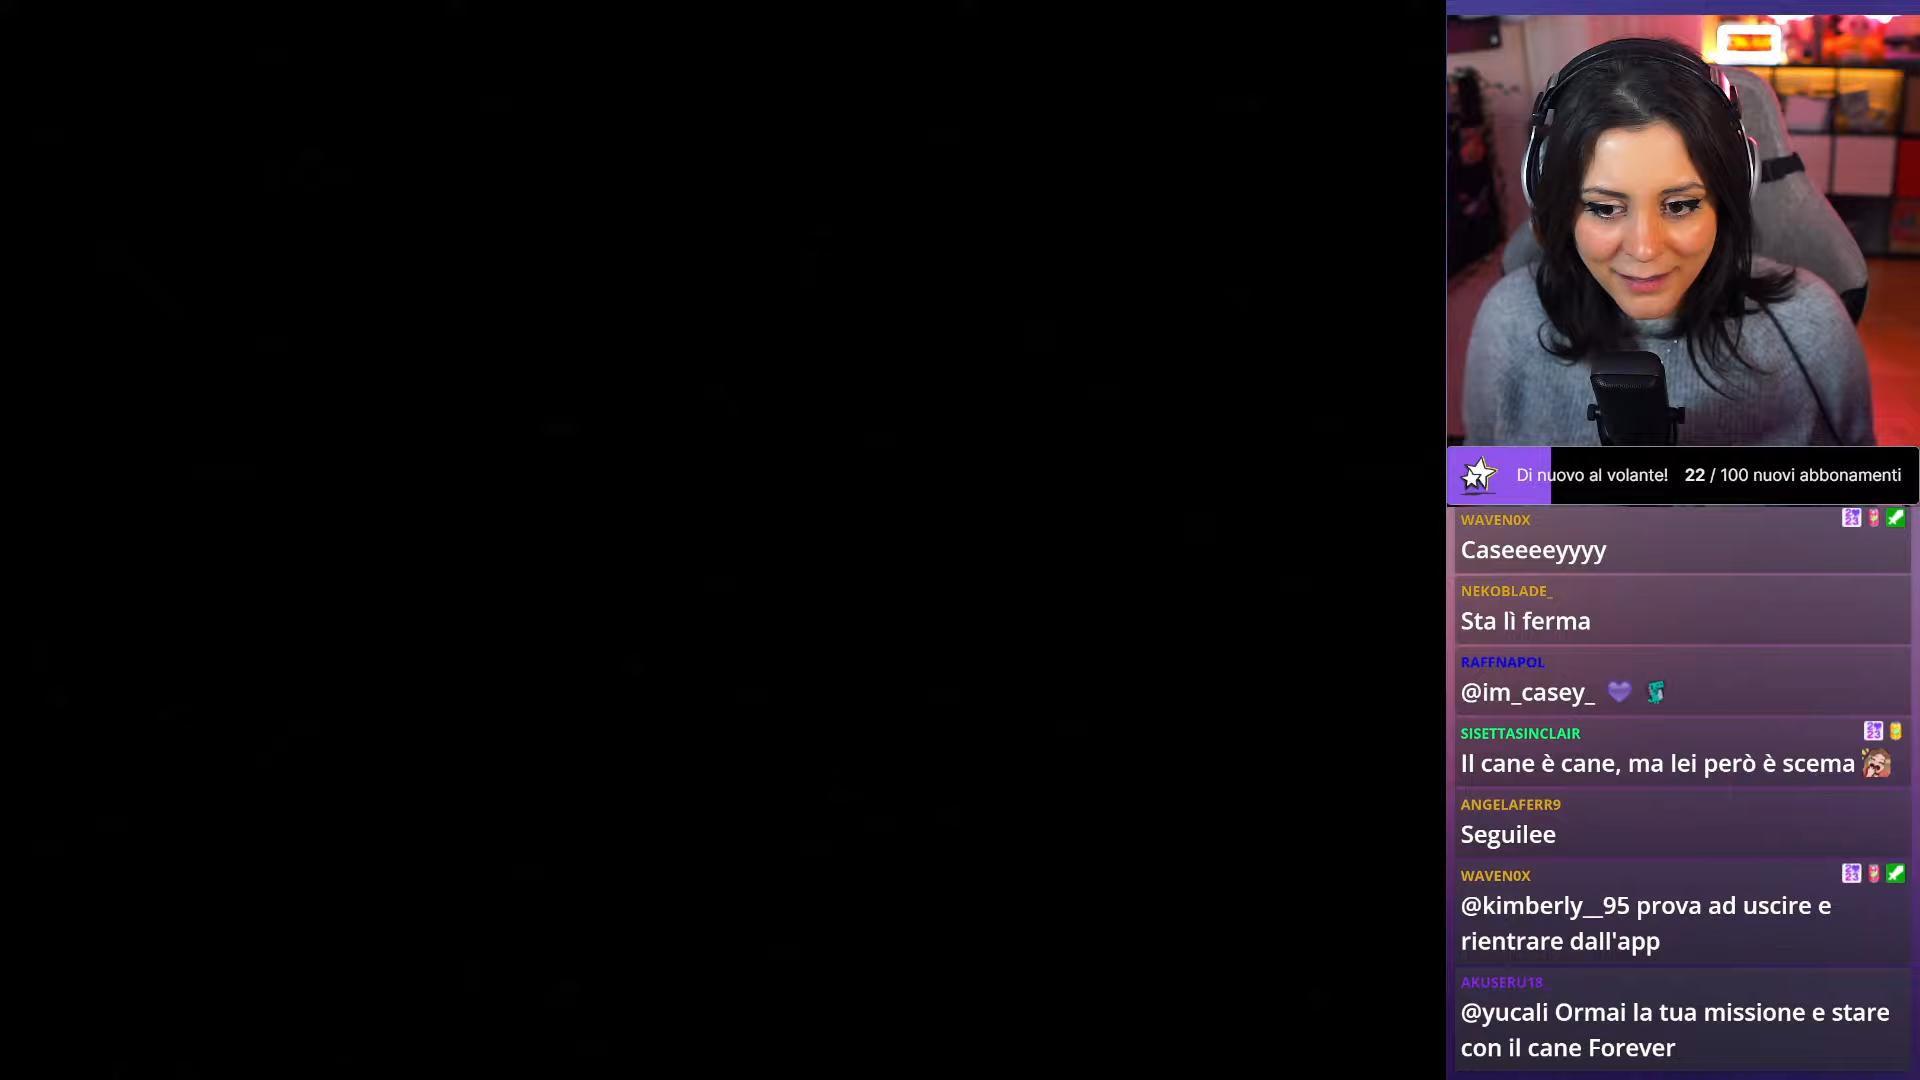 Di nuovo al volante! 22 / 100 nuovi abbonamenti
WAVEN0X
Caseeeeyyyy
NEKOBLADE_
Sta lì ferma
RAFFNAPOL
@im_casey_
SISETTASINCLAIR
Il cane è cane, ma lei però è scema
ANGELAFERR9
Seguilee
WAVEN0X
@kimberly__95 prova ad uscire e
rientrare dall'app
AKUSERU18
@yucali Ormai la tua missione e stare
con il cane Forever